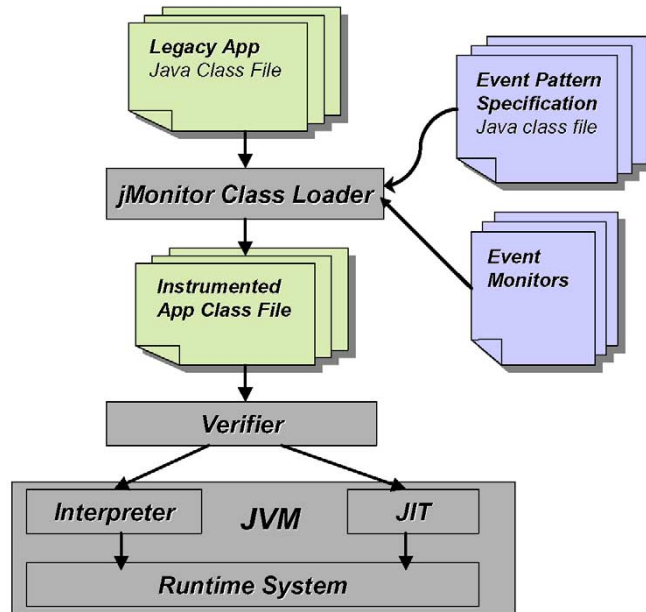 Legacy App
Java Class File
Event Pattern
Specification
Java class file
jMonitor Class Loader
Instrumented
App Class File
Event
Monitors
Verifier
Interpreter
JVM
JIT
Runtime System